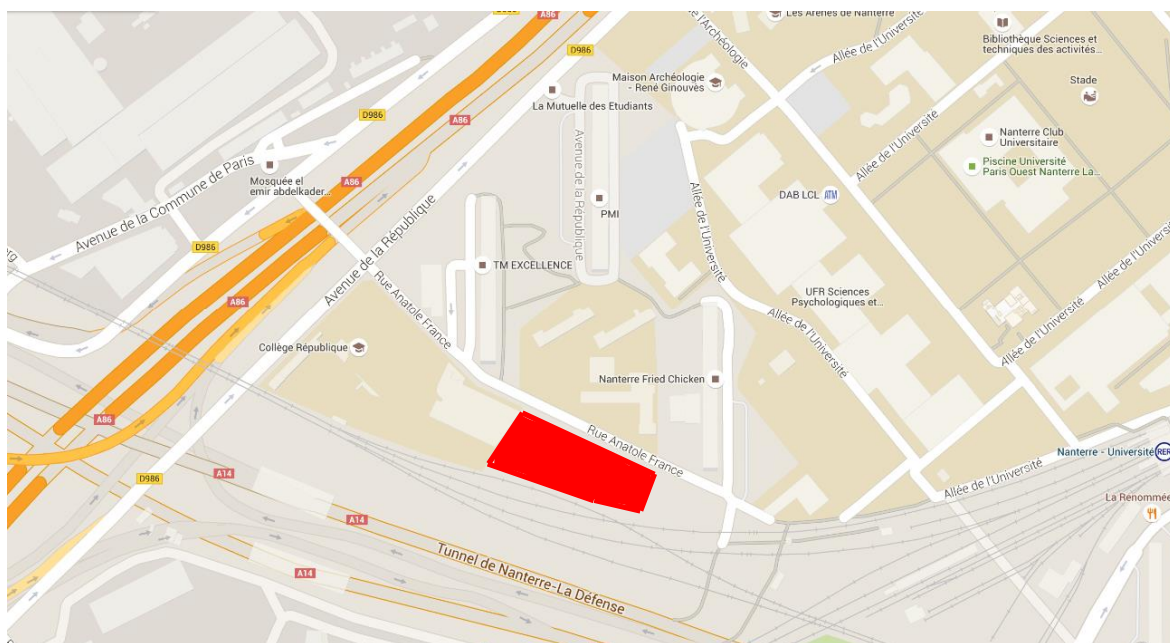 A86
D986
Les Arènes de Nanterre
Allée de l'Université
Bibliothèque Sciences et
techniques des activités...
de l'Archéologie
D986
Maison Archéologie
- René Ginouvès
Stade
La Mutuelle des Etudiants
D986
A86
Allée de l'Université
Nanterre Club
Universitaire
Avenue de la Commune de Paris
Mosquée el
emir abdelkader...
A86
Avenue de la République
Piscine Université
Paris Ouest Nanterre La...
DAB LCL
ATM
PMI
Allée de l'Université
Avenue de la République
D986
TM EXCELLENCE
Allée de l'Université
A86
Rue Anatole France
UFR Sciences
Psychologiques et...
Allée de l'Université
Allée de l'Université
Collège République
Nanterre Fried Chicken
A86
Rue Anatole France
Nanterre - Université
RER
A14
D986
Allée de l'Université
La Renommée
A14
Tunnel de Nanterre-La Défense
A14